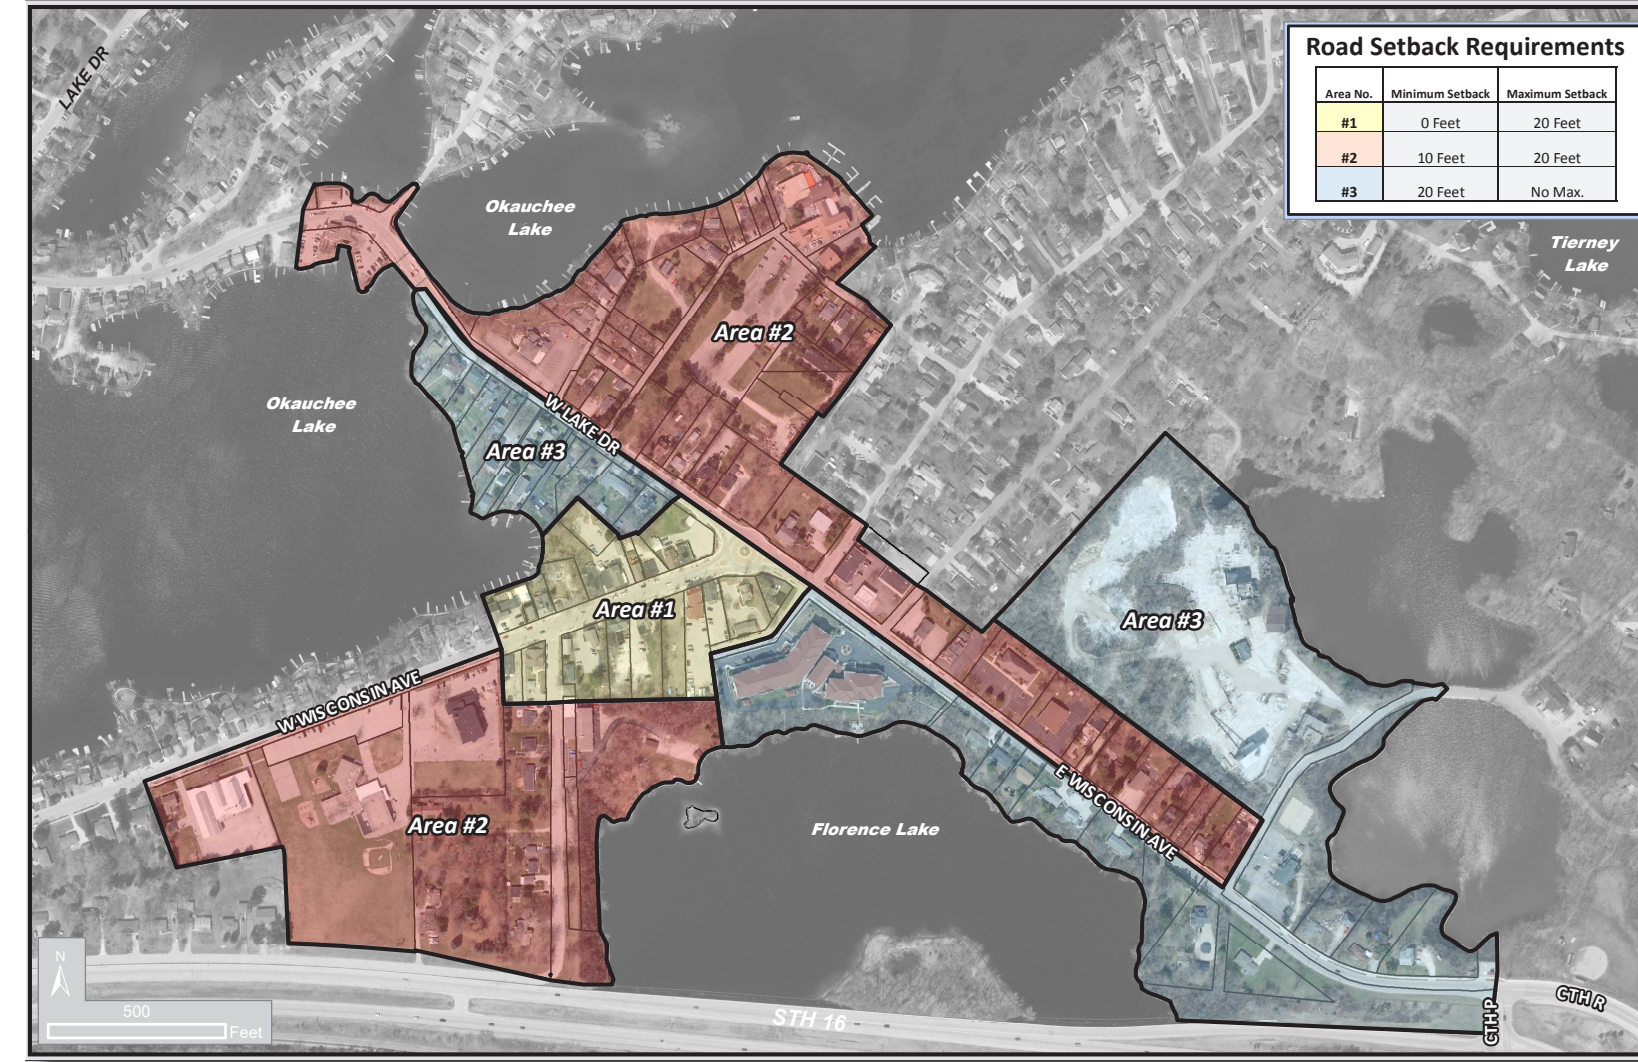 LAKE DR
Road Setback Requirements
Area No. Minimum Setback Maximum Setback
#1 0 Feet 20 Feet
#2 10 Feet 20 Feet
#3 20 Feet No Max.
Okauchee
Lake
Tierney
Lake
Area #2
Okauchee
Lake
W LAKE DR
Area #3
Area #1
Area #3
W WISCONSIN AVE
E WISCONSIN AVE
Area #2
Florence Lake
N
500
Feet
STH 16
CTH P
CTH R